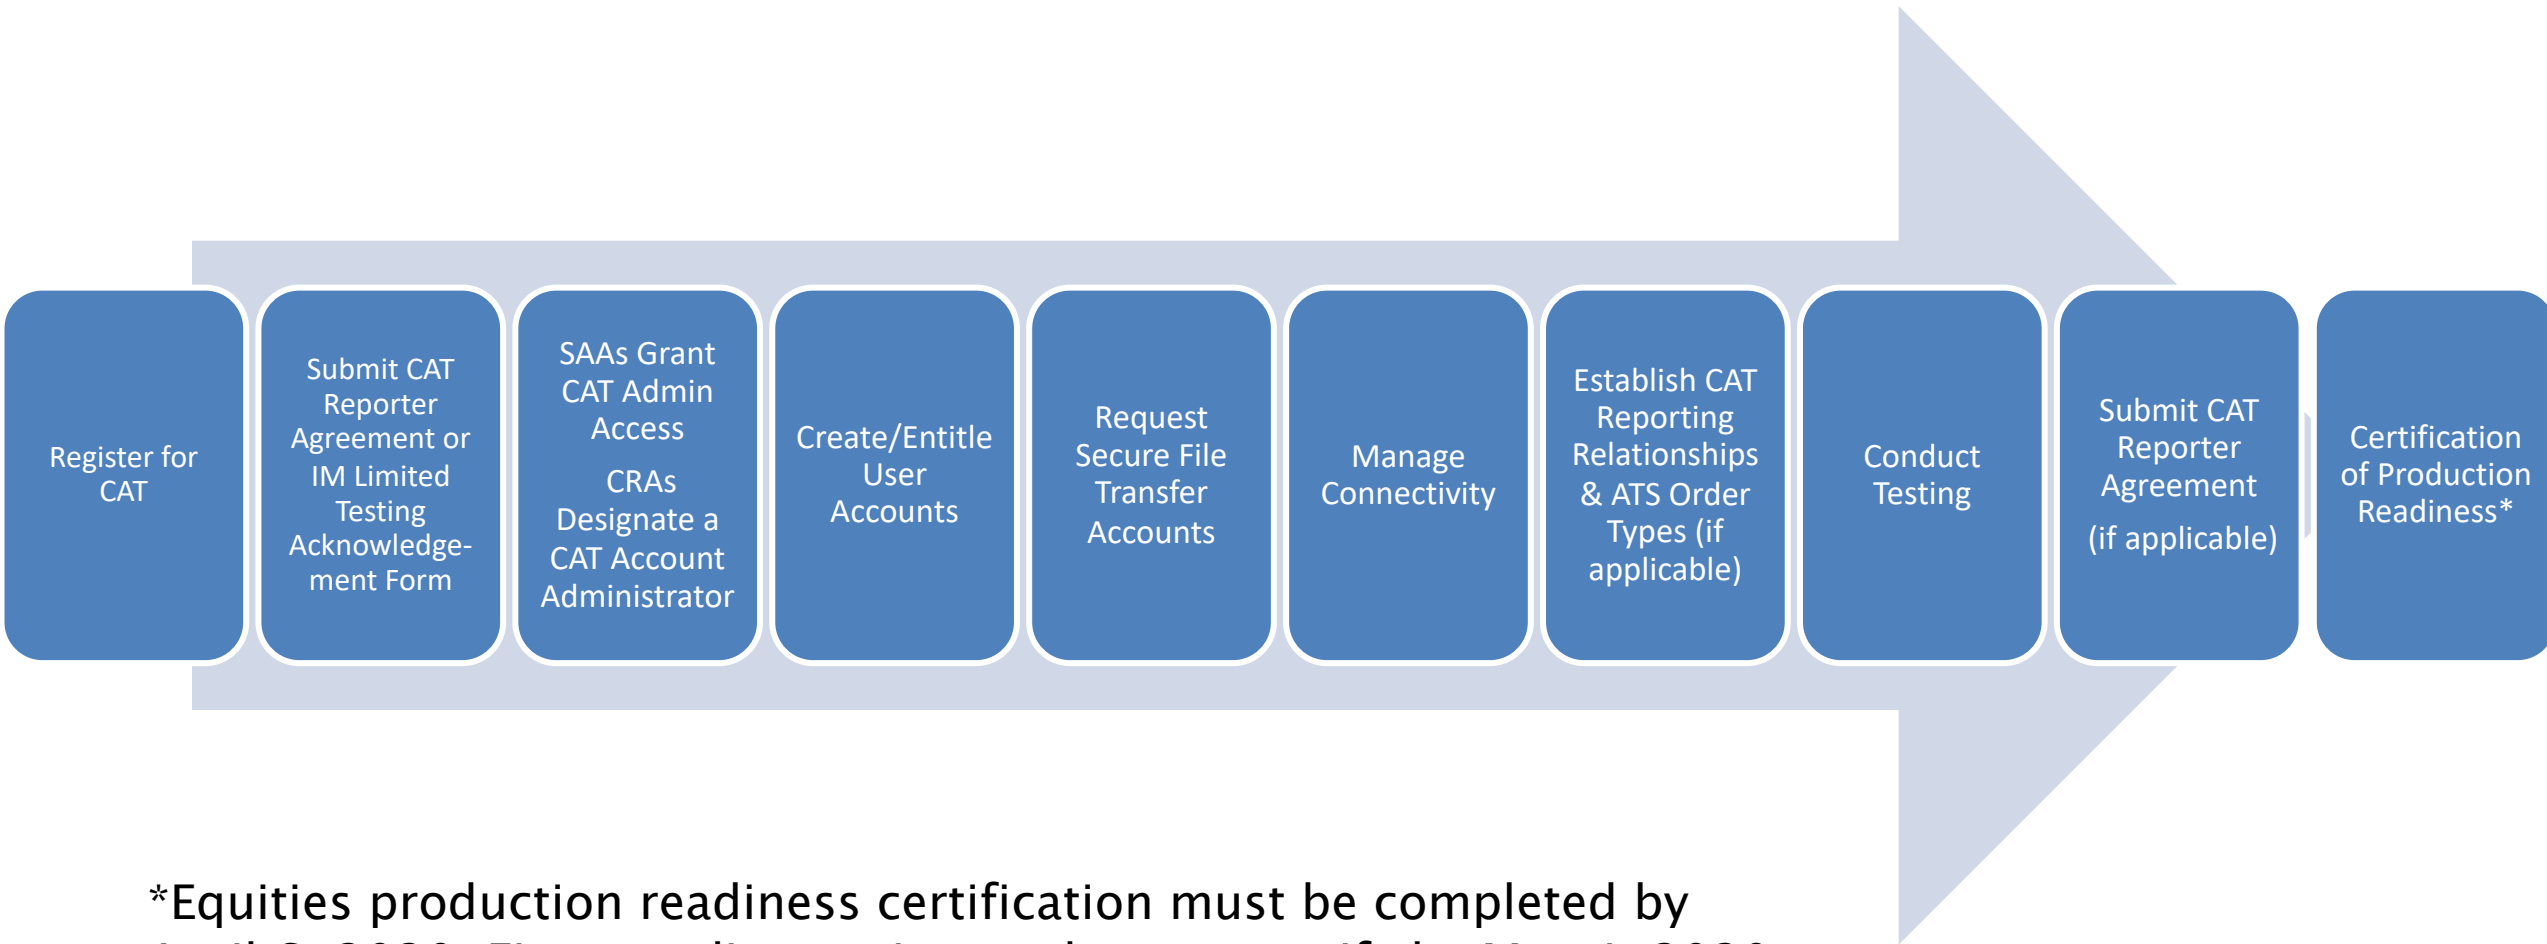 Register for
CAT
Submit CAT
Reporter
Agreement or
IM Limited
Testing
Acknowledge-
ment Form
SAAs Grant
CAT Admin
Access
CRAs
Designate a
CAT Account
Administrator
Create/Entitle
User
Accounts
Request
Secure File
Transfer
Accounts
Manage
Connectivity
Establish CAT
Reporting
Relationships
& ATS Order
Types (if
applicable)
Conduct
Testing
Submit CAT
Reporter
Agreement
(if applicable)
Certification
of Production
Readiness*
*Equities production readiness certification must be completed by